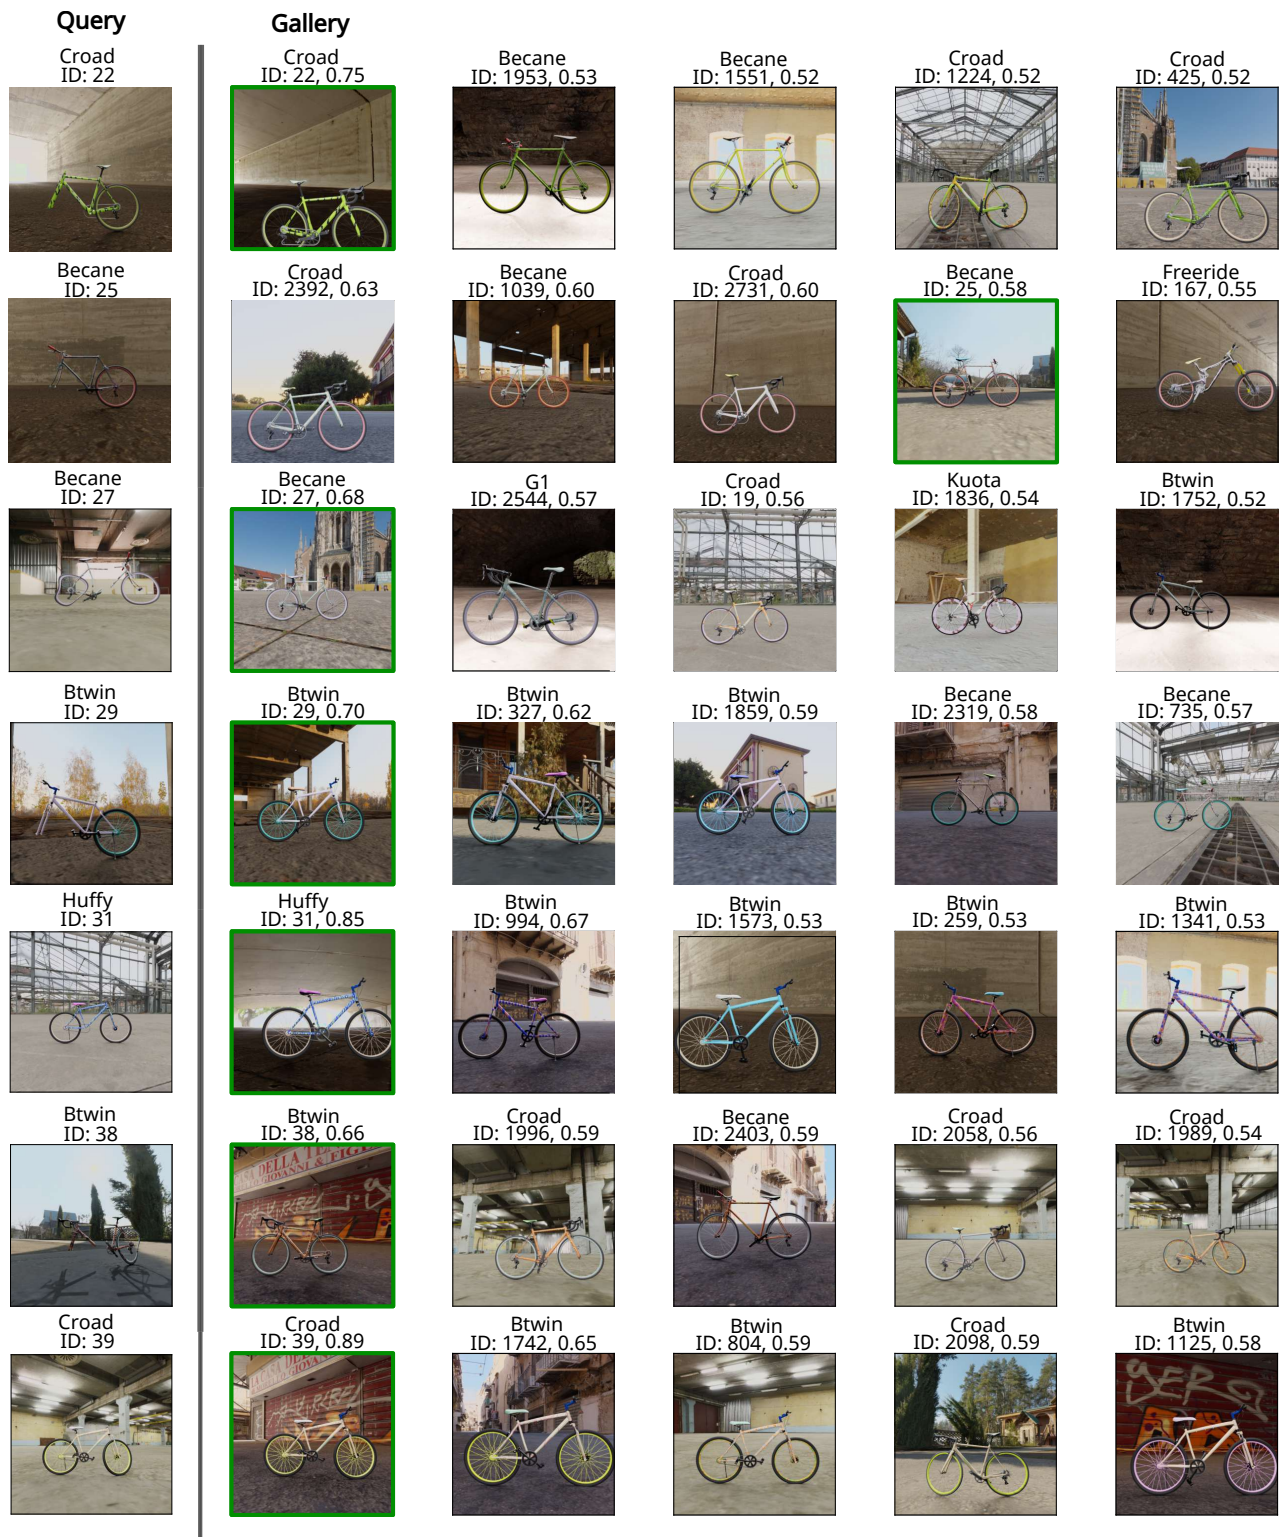 Query Gallery
Croad Croad Becane Becane Croad Croad
ID: 22 ID: 22, 0.75 ID: 1953, 0.53 ID: 1551, 0.52 ID: 1224, 0.52 ID: 425, 0.52
Becane Croad Becane Croad Becane Freeride
ID: 25 ID: 2392, 0.63 ID: 1039, 0.60 ID: 2731, 0.60 ID: 25, 0.58 ID: 167, 0.55
Becane Becane G1 Croad Kuota Btwin
ID: 27 ID: 27, 0.68 ID: 2544, 0.57 ID: 19, 0.56 ID: 1836, 0.54 ID: 1752, 0.52
Btwin Btwin Btwin Btwin Becane Becane
ID: 29 ID: 29, 0.70 ID: 327, 0.62 ID: 1859, 0.59 ID: 2319, 0.58 ID: 735, 0.57
Huffy Huffy Btwin Btwin Btwin Btwin
ID: 31 ID: 31, 0.85 ID: 994, 0.67 ID: 1573, 0.53 ID: 259, 0.53 ID: 1341, 0.53
Btwin Btwin Croad Becane Croad Croad
ID: 38 ID: 38, 0.66 ID: 1996, 0.59 ID: 2403, 0.59 ID: 2058, 0.56 ID: 1989, 0.54
DELLA
GIOVANNI &
Croad Croad Btwin Btwin Croad Btwin
ID: 39 ID: 39, 0.89 ID: 1742, 0.65 ID: 804, 0.59 ID: 2098, 0.59 ID: 1125, 0.58